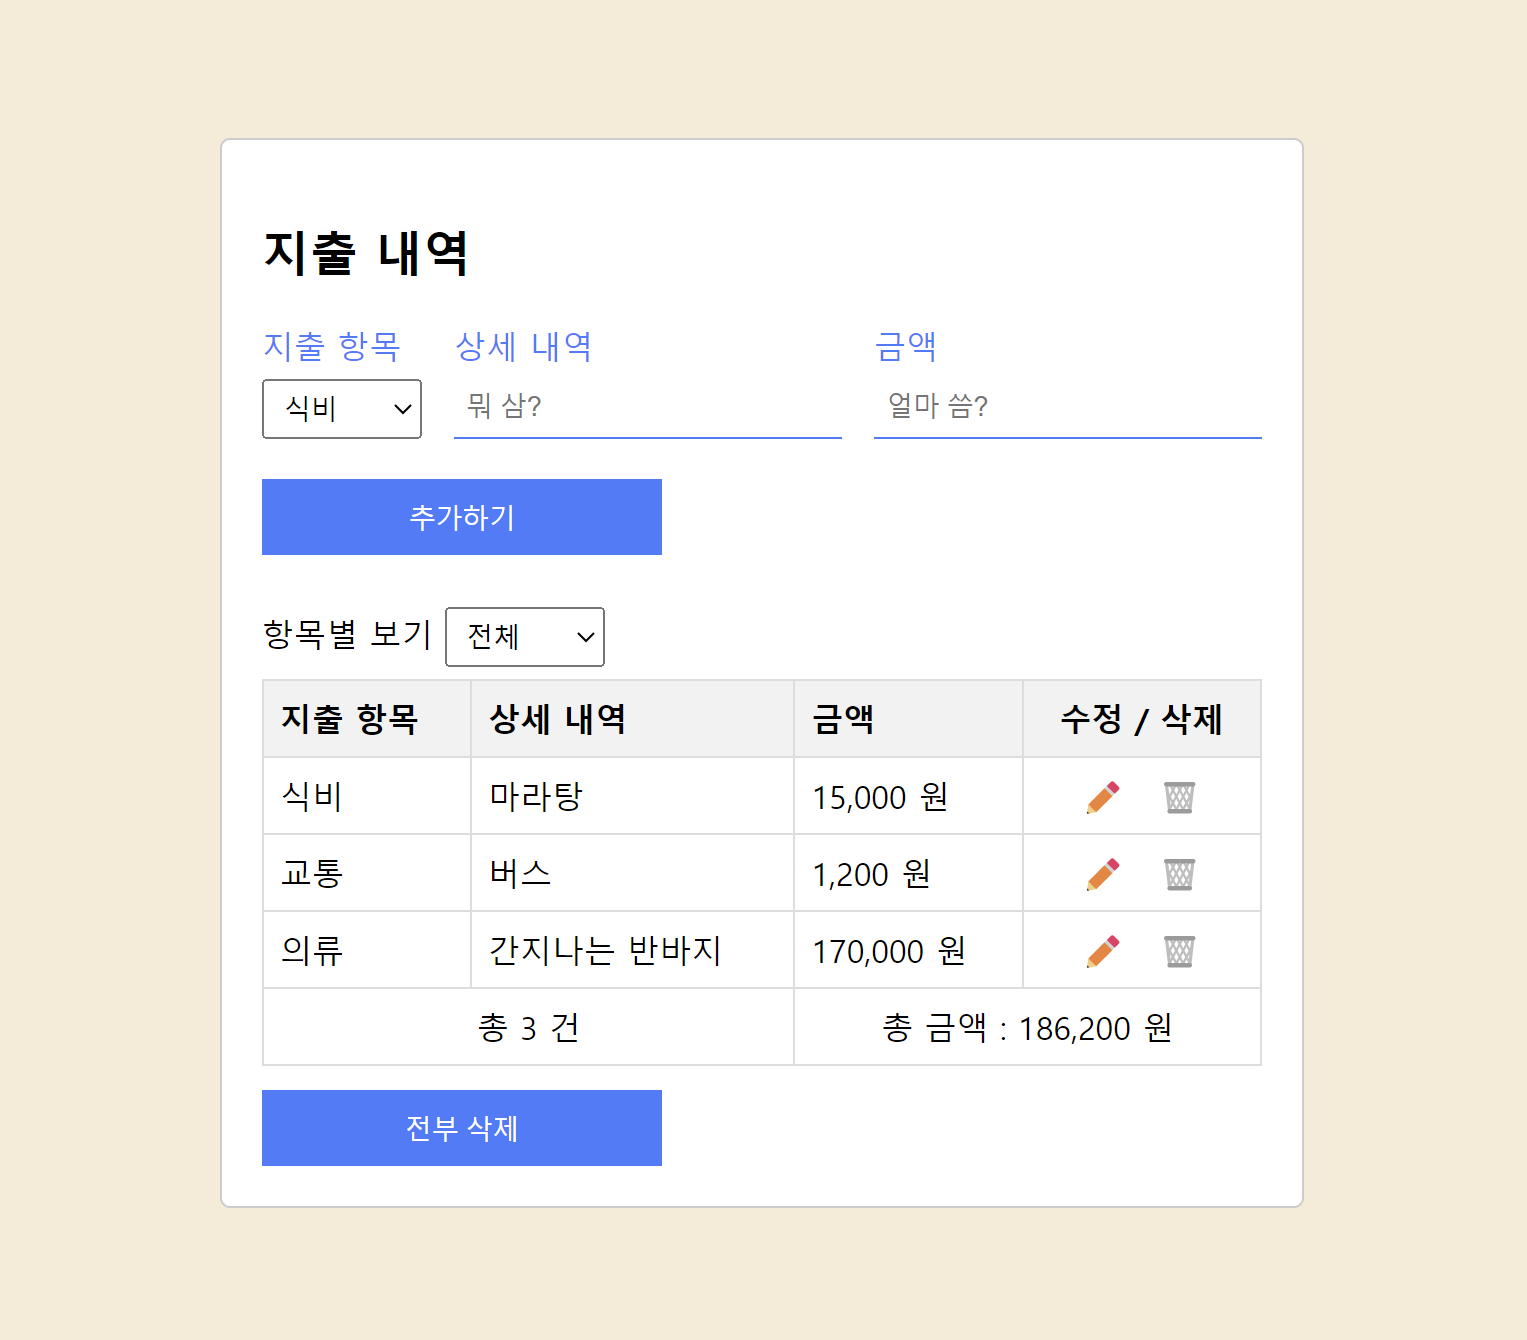 지출 내역
지출 항목 상세 내역 금액
식비 뭐 삼? 얼마 씀?
추가하기
항목별 보기 전체
지출 항목 상세 내역 금액 수정 / 삭제
식비 마라탕 15,000 원
교통 버스 1,200 원
의류 간지나는 반바지 170,000 원
총 3 건 총 금액 : 186,200 원
전부 삭제